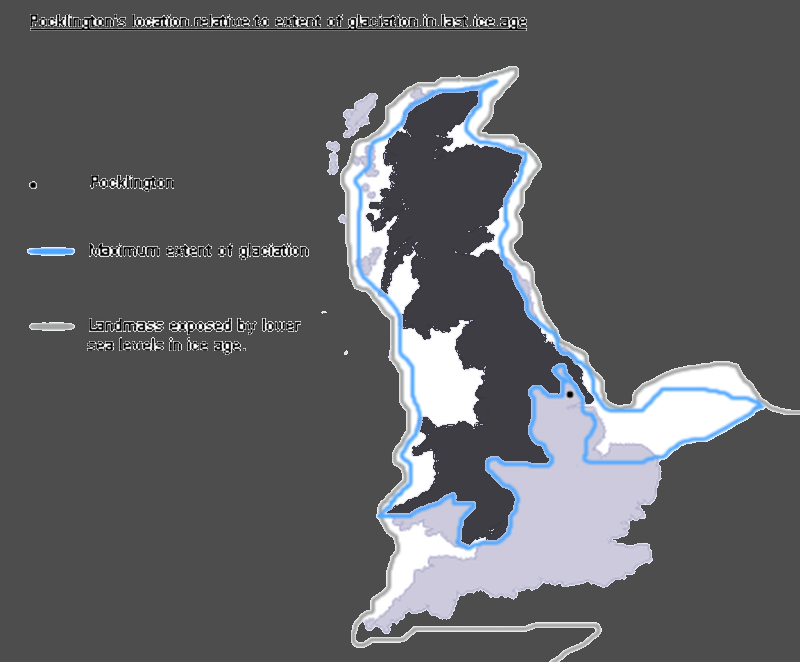 Pocklington's location relative to extent of glaciation in last ice age
Pocklington
Maximum extent of glaciation
Landmass exposed by lower
sea levels in ice age.